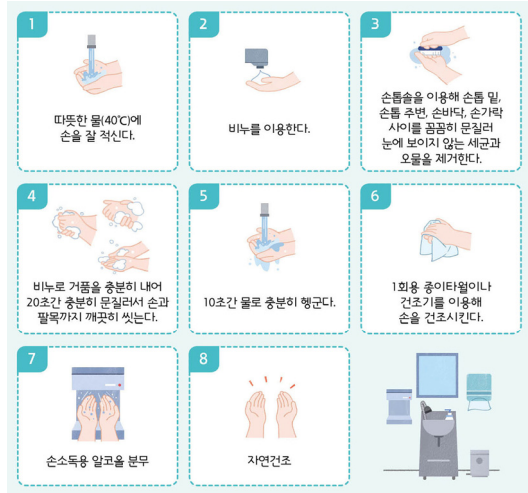 1
따뜻한 물(40℃)에
손을 잘 적신다.
2
비누를 이용한다.
3
손톱솔을 이용해 손톱 밑,
손톱 주변, 손바닥, 손가락
사이를 꼼꼼히 문질러
눈에 보이지 않는 세균과
오물을 제거한다.
4
비누로 거품을 충분히 내어
20초간 충분히 문질러서 손과
팔목까지 깨끗히 씻는다.
5
10초간 물로 충분히 헹군다.
6
1회용 종이타월이나
건조기를 이용해
손을 건조시킨다.
7
손소독용 알코올 분무
8
자연건조